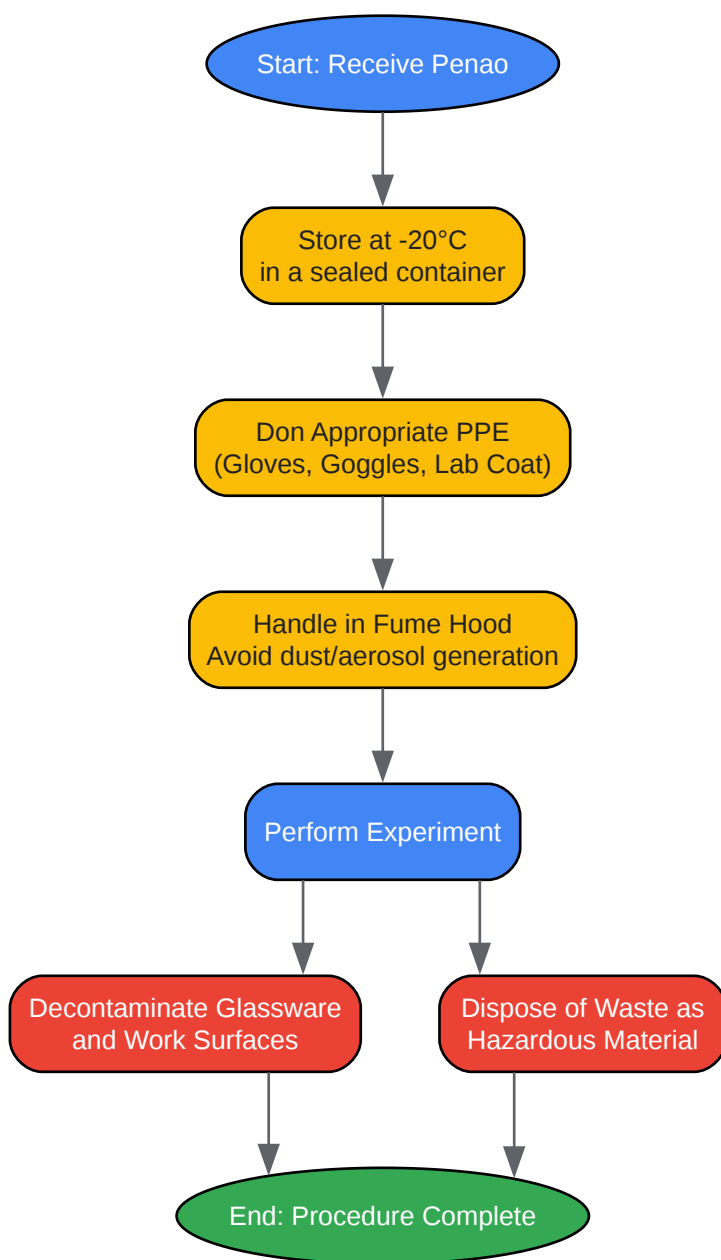 Start: Receive Penao
Store at -20°C
in a sealed container
Don Appropriate PPE
(Gloves, Goggles, Lab Coat)
Handle in Fume Hood
Avoid dust/aerosol generation
Perform Experiment
Decontaminate Glassware
and Work Surfaces
Dispose of Waste as
Hazardous Material
End: Procedure Complete